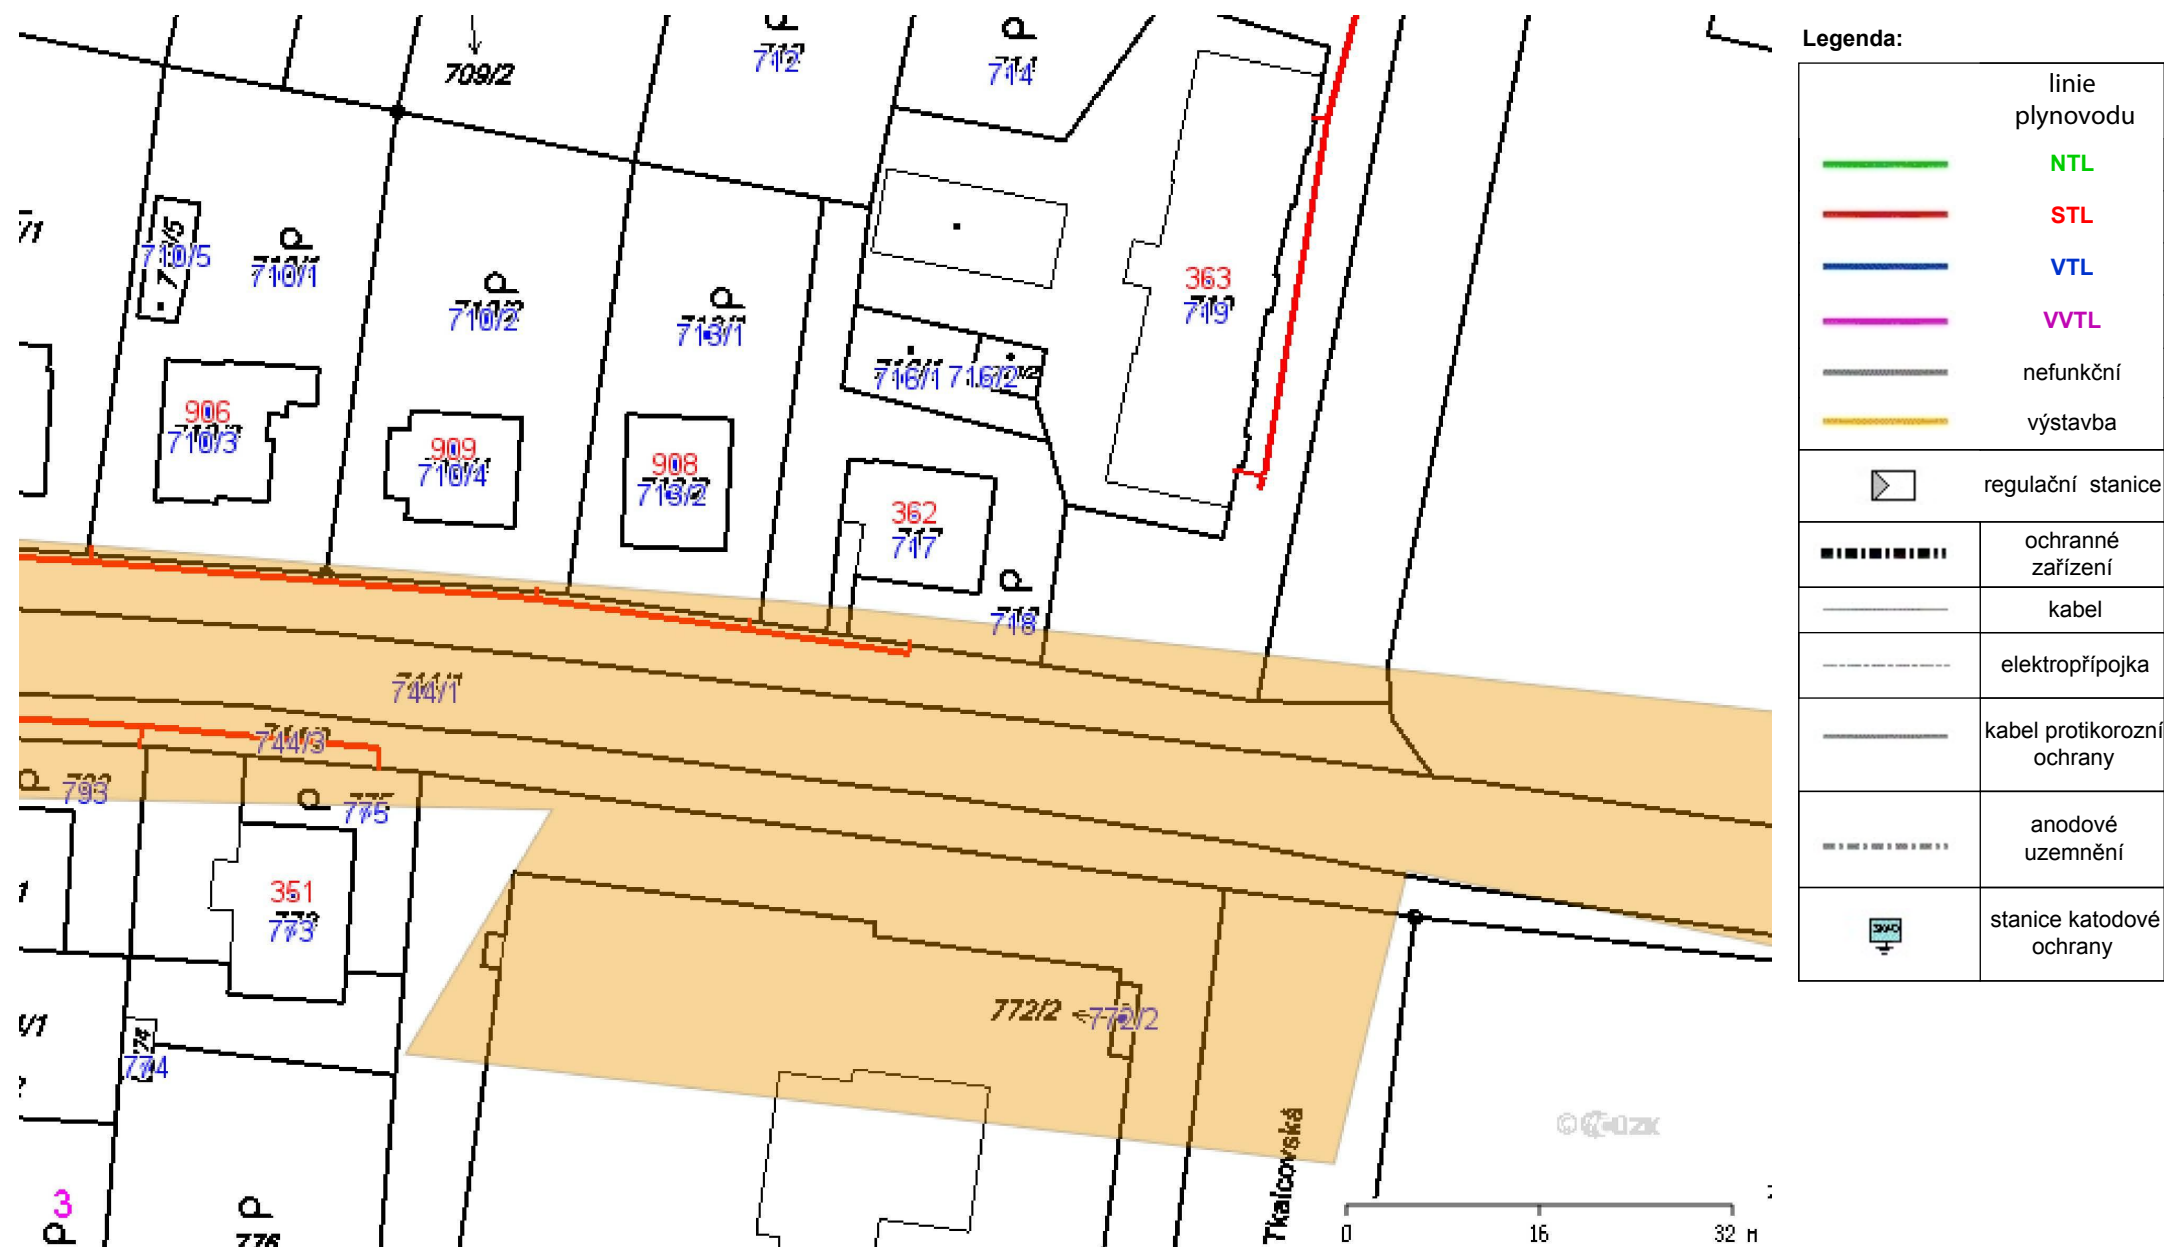 709/2
712
714
710/5
710/1
710/2
713/1
363
719
716/1
716/2
906
710/3
909
710/4
908
713/2
362
717
718
744/1
744/3
793
775
351
773
772/2
772/2
774
3
776
Tkalcovská
0 16 32 M
Legenda:
linie
plynovodu
NTL
STL
VTL
VVTL
nefunkční
výstavba
regulační stanice
ochranné
zařízení
kabel
elektropřípojka
kabel protikorozní
ochrany
anodové
uzemnění
SKAO
stanice katodové
ochrany